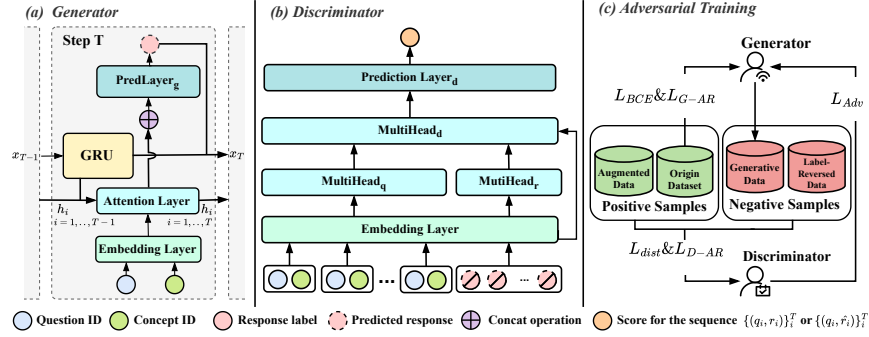 (a) Generator
Step T
PredLayer_g
GRU
x_{T-1}
x_T
h_i
i=1,..,T-1
Attention Layer
h_i
i=1,..,T
Embedding Layer
(b) Discriminator
Prediction Layer_d
MultiHead_d
MultiHead_q
MutiHead_r
Embedding Layer
...
...
(c) Adversarial Training
Generator
L_{BCE}&L_{G-AR}
L_{Adv}
Augmented
Data
Origin
Dataset
Generative
Data
Label-
Reversed
Data
Positive Samples
Negative Samples
L_{dist}&L_{D-AR}
Discriminator
Question ID
Concept ID
Response label
Predicted response
Concat operation
Score for the sequence {(q_i, r_i)}_i^T or {(q_i, r̂_i)}_i^T